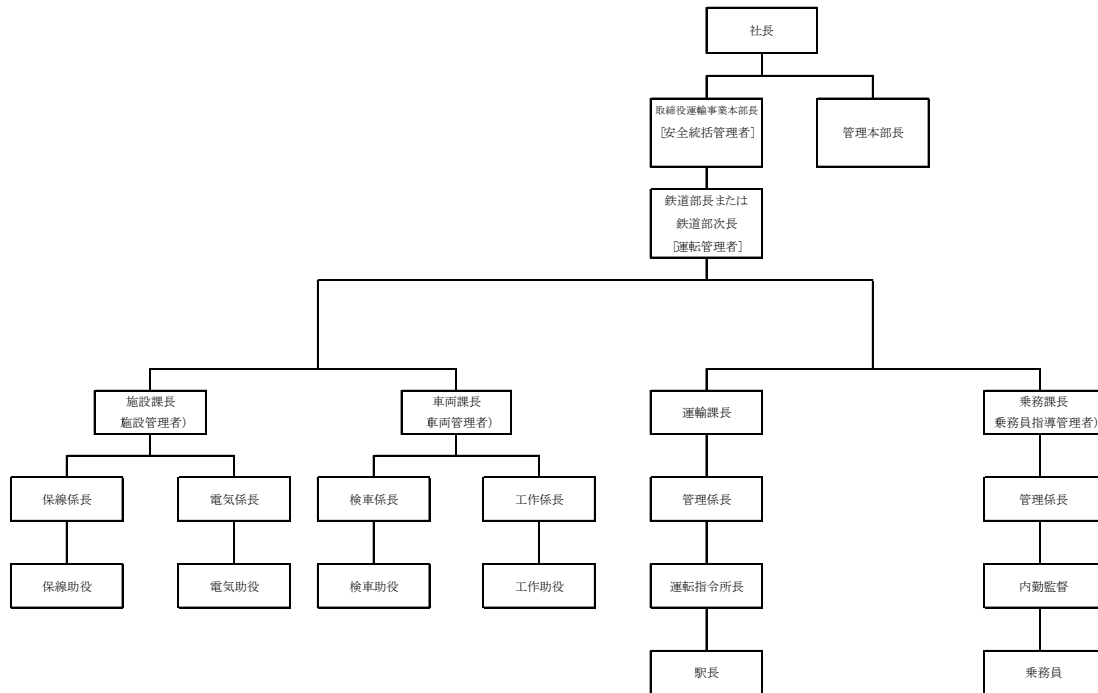 社長
取締役運輸事業本部長
[安全統括管理者]
管理本部長
鉄道部長または
鉄道部次長
[運転管理者]
施設課長
施設管理者)
車両課長
車両管理者)
運輸課長
乗務課長
乗務員指導管理者)
保線係長
電気係長
検車係長
工作係長
管理係長
管理係長
保線助役
電気助役
検車助役
工作助役
運転指令所長
内勤監督
駅長
乗務員